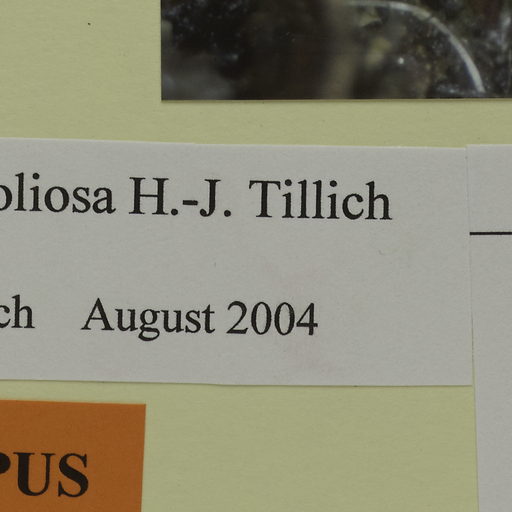 oliosa H.-J. Tillich
ch August 2004
PUS